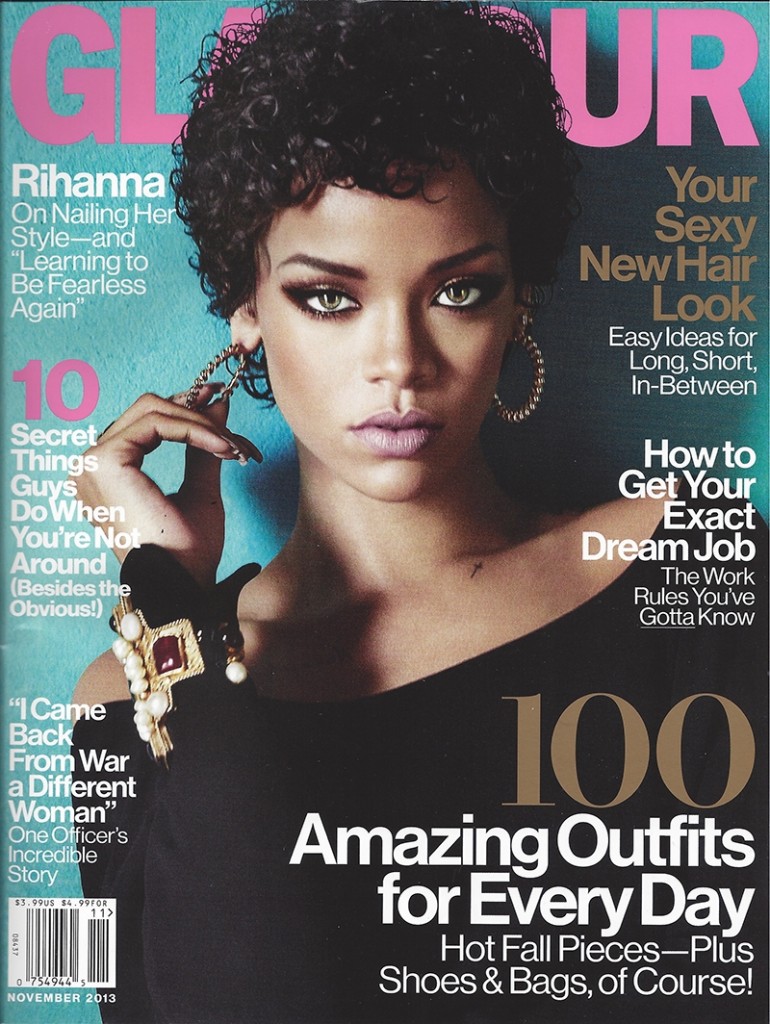 GLAMOUR
Rihanna
On Nailing Her
Style—and
“Learning to
Be Fearless
Again”
10
Secret
Things
Guys
Do When
You’re Not
Around
(Besides the
Obvious!)
“I Came
Back
From War
a Different
Woman”
One Officer’s
Incredible
Story
Your
Sexy
New Hair
Look
Easy Ideas for
Long, Short,
In-Between
How to
Get Your
Exact
Dream Job
The Work
Rules You’ve
Gotta Know
100
Amazing Outfits
for Every Day
Hot Fall Pieces—Plus
Shoes & Bags, of Course!
$3.99US $4.99FOR
11>
08437
0 754944 5
NOVEMBER 2013